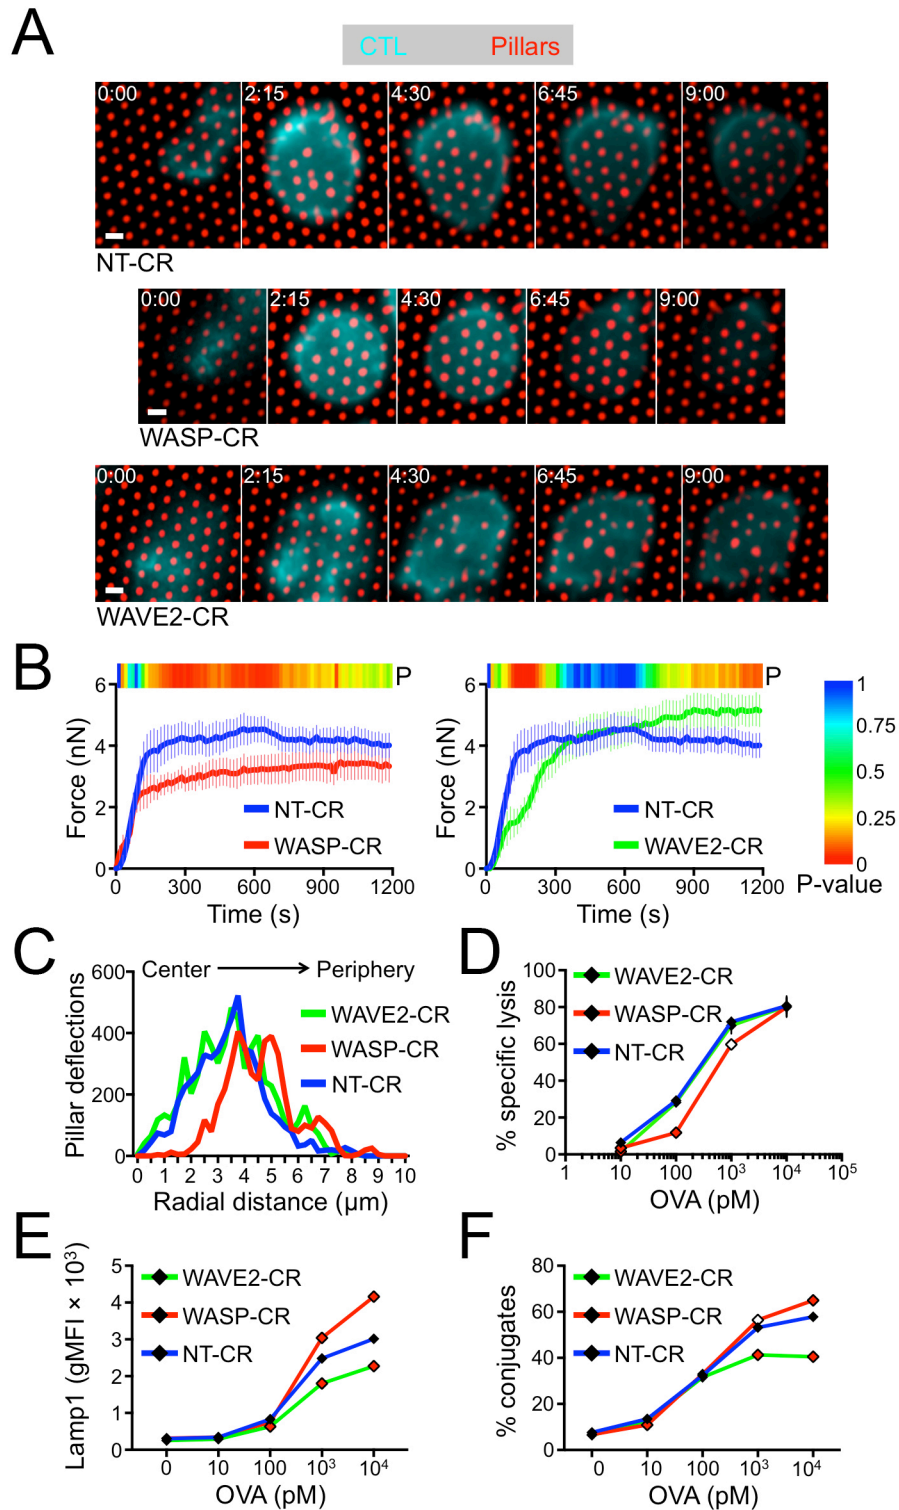 A
CTL Pillars
0:00 2:15 4:30 6:45 9:00
NT-CR
0:00 2:15 4:30 6:45 9:00
WASP-CR
0:00 2:15 4:30 6:45 9:00
WAVE2-CR
B
P
6
4
2
0
Force (nN)
NT-CR
WASP-CR
0 300 600 900 1200
Time (s)
P
6
4
2
0
Force (nN)
NT-CR
WAVE2-CR
0 300 600 900 1200
Time (s)
1
0.75
0.5
0.25
0
P-value
C
600
400
200
0
Pillar deflections
Center Periphery
WAVE2-CR
WASP-CR
NT-CR
0 1 2 3 4 5 6 7 8 9 10
Radial distance (μm)
D
100
80
60
40
20
0
% specific lysis
WAVE2-CR
WASP-CR
NT-CR
1 10 100 10³ 10⁴ 10⁵
OVA (pM)
E
5
4
3
2
1
0
Lamp1 (gMFI × 10³)
WAVE2-CR
WASP-CR
NT-CR
0 10 100 10³ 10⁴
OVA (pM)
F
80
60
40
20
0
% conjugates
WAVE2-CR
WASP-CR
NT-CR
0 10 100 10³ 10⁴
OVA (pM)